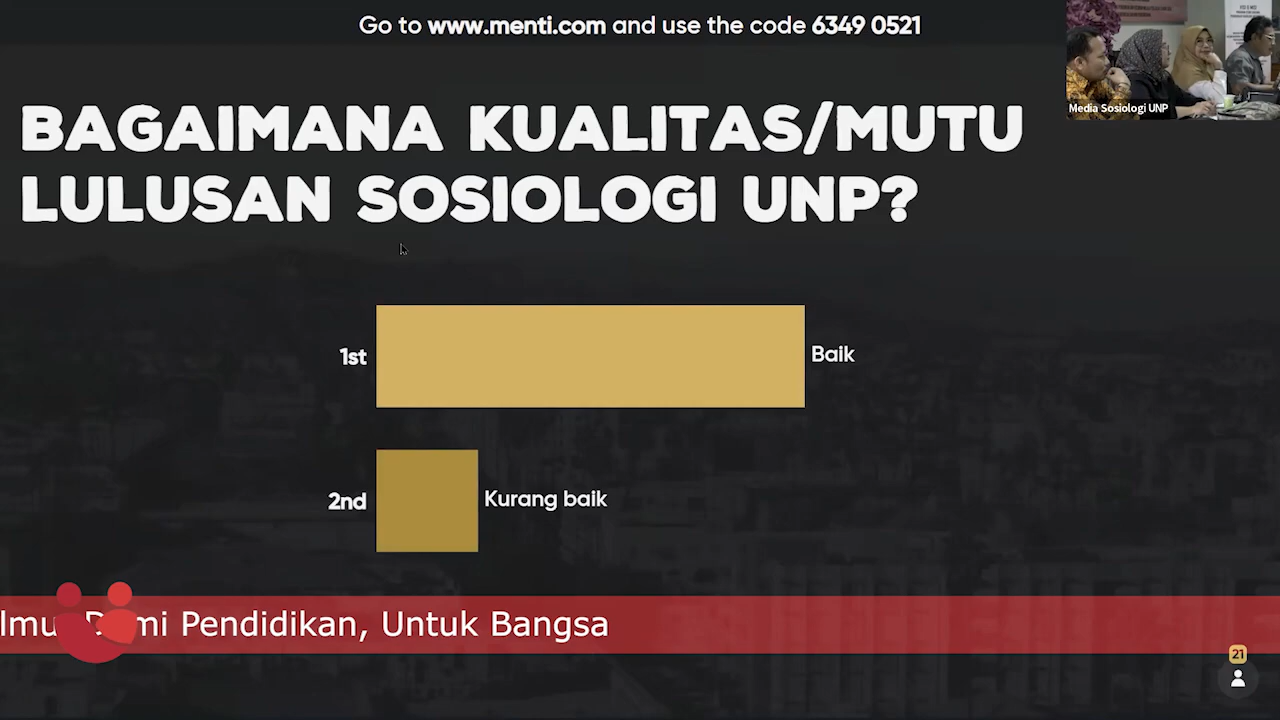 Go to www.menti.com and use the code 6349 0521
Media Sosiologi UNP
BAGAIMANA KUALITAS/MUTU
LULUSAN SOSIOLOGI UNP?
1st
Baik
2nd
Kurang baik
Pendidikan, Untuk Bangsa
21